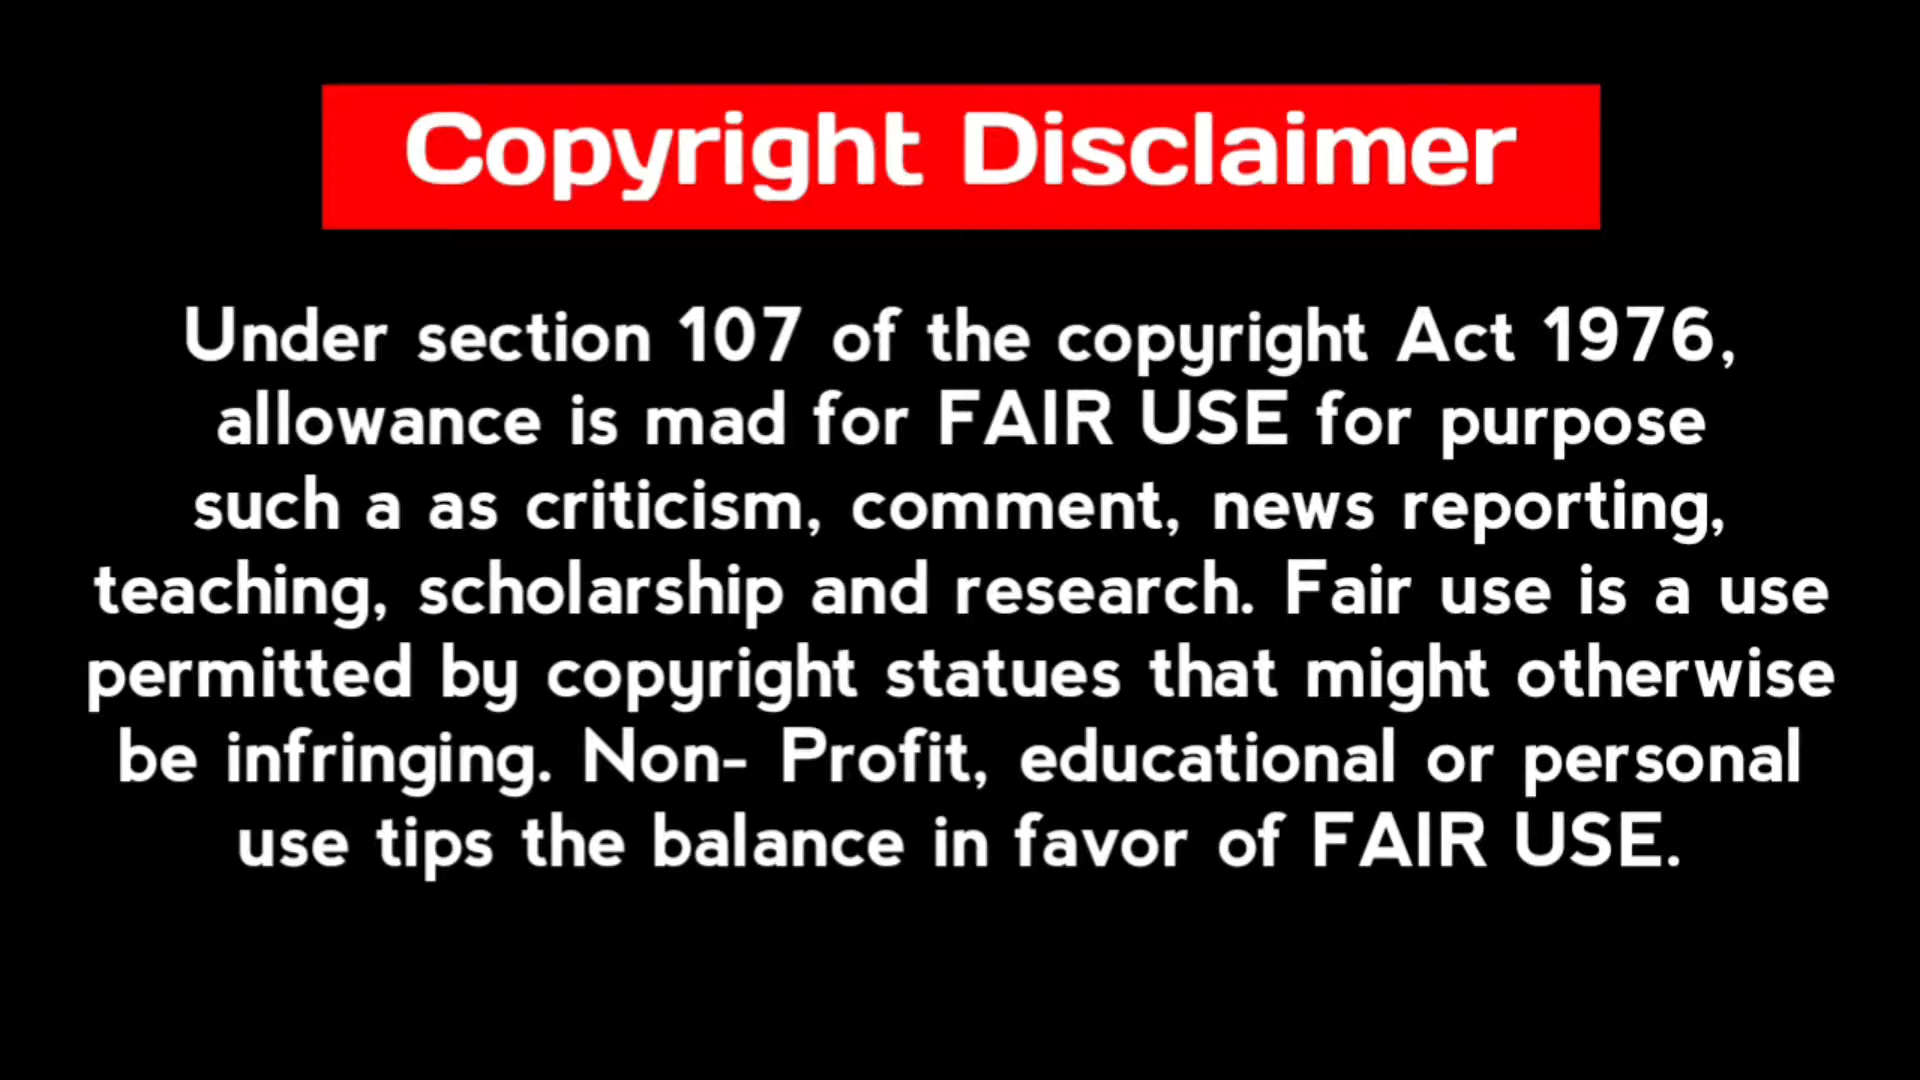 Copyright Disclaimer
Under section 107 of the copyright Act 1976,
allowance is mad for FAIR USE for purpose
such a as criticism, comment, news reporting,
teaching, scholarship and research. Fair use is a use
permitted by copyright statues that might otherwise
be infringing. Non- Profit, educational or personal
use tips the balance in favor of FAIR USE.